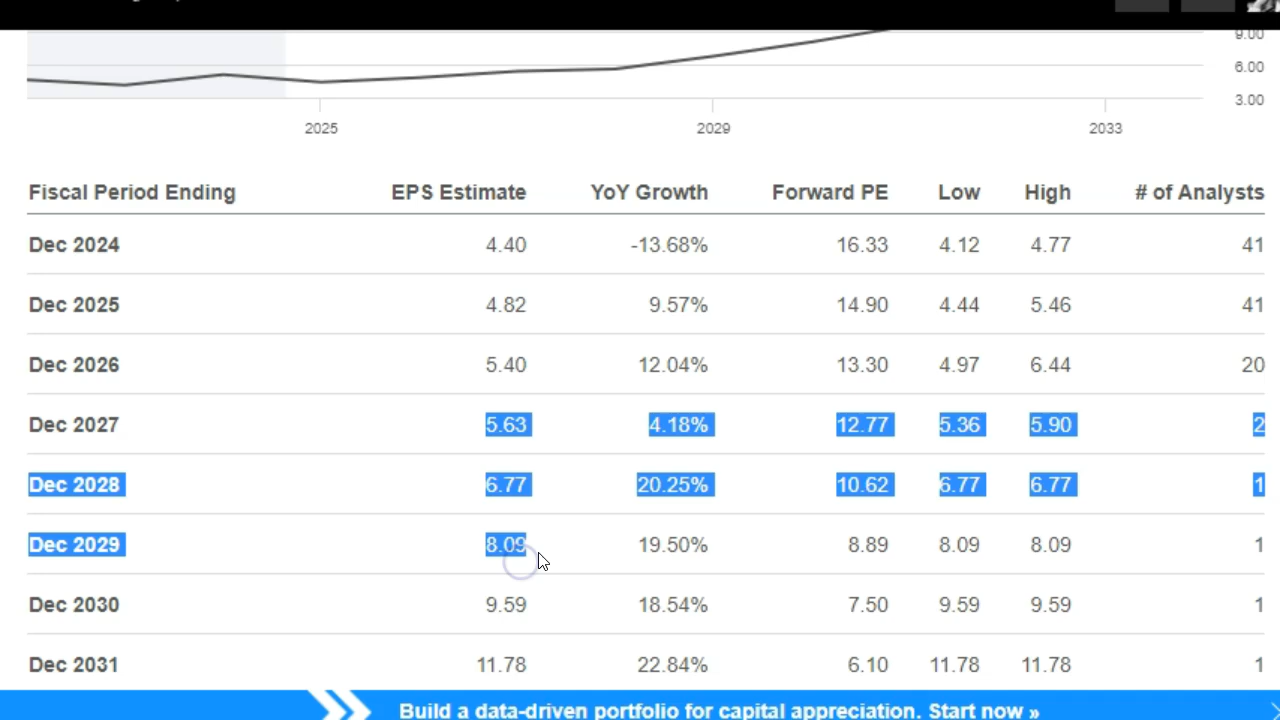 9.00
6.00
3.00
2025 2029 2033
Fiscal Period Ending EPS Estimate YoY Growth Forward PE Low High # of Analysts
Dec 2024 4.40 -13.68% 16.33 4.12 4.77 41
Dec 2025 4.82 9.57% 14.90 4.44 5.46 41
Dec 2026 5.40 12.04% 13.30 4.97 6.44 20
Dec 2027 5.63 4.18% 12.77 5.36 5.90 2
Dec 2028 6.77 20.25% 10.62 6.77 6.77 1
Dec 2029 8.09 19.50% 8.89 8.09 8.09 1
Dec 2030 9.59 18.54% 7.50 9.59 9.59 1
Dec 2031 11.78 22.84% 6.10 11.78 11.78 1
Build a data-driven portfolio for capital appreciation. Start now »